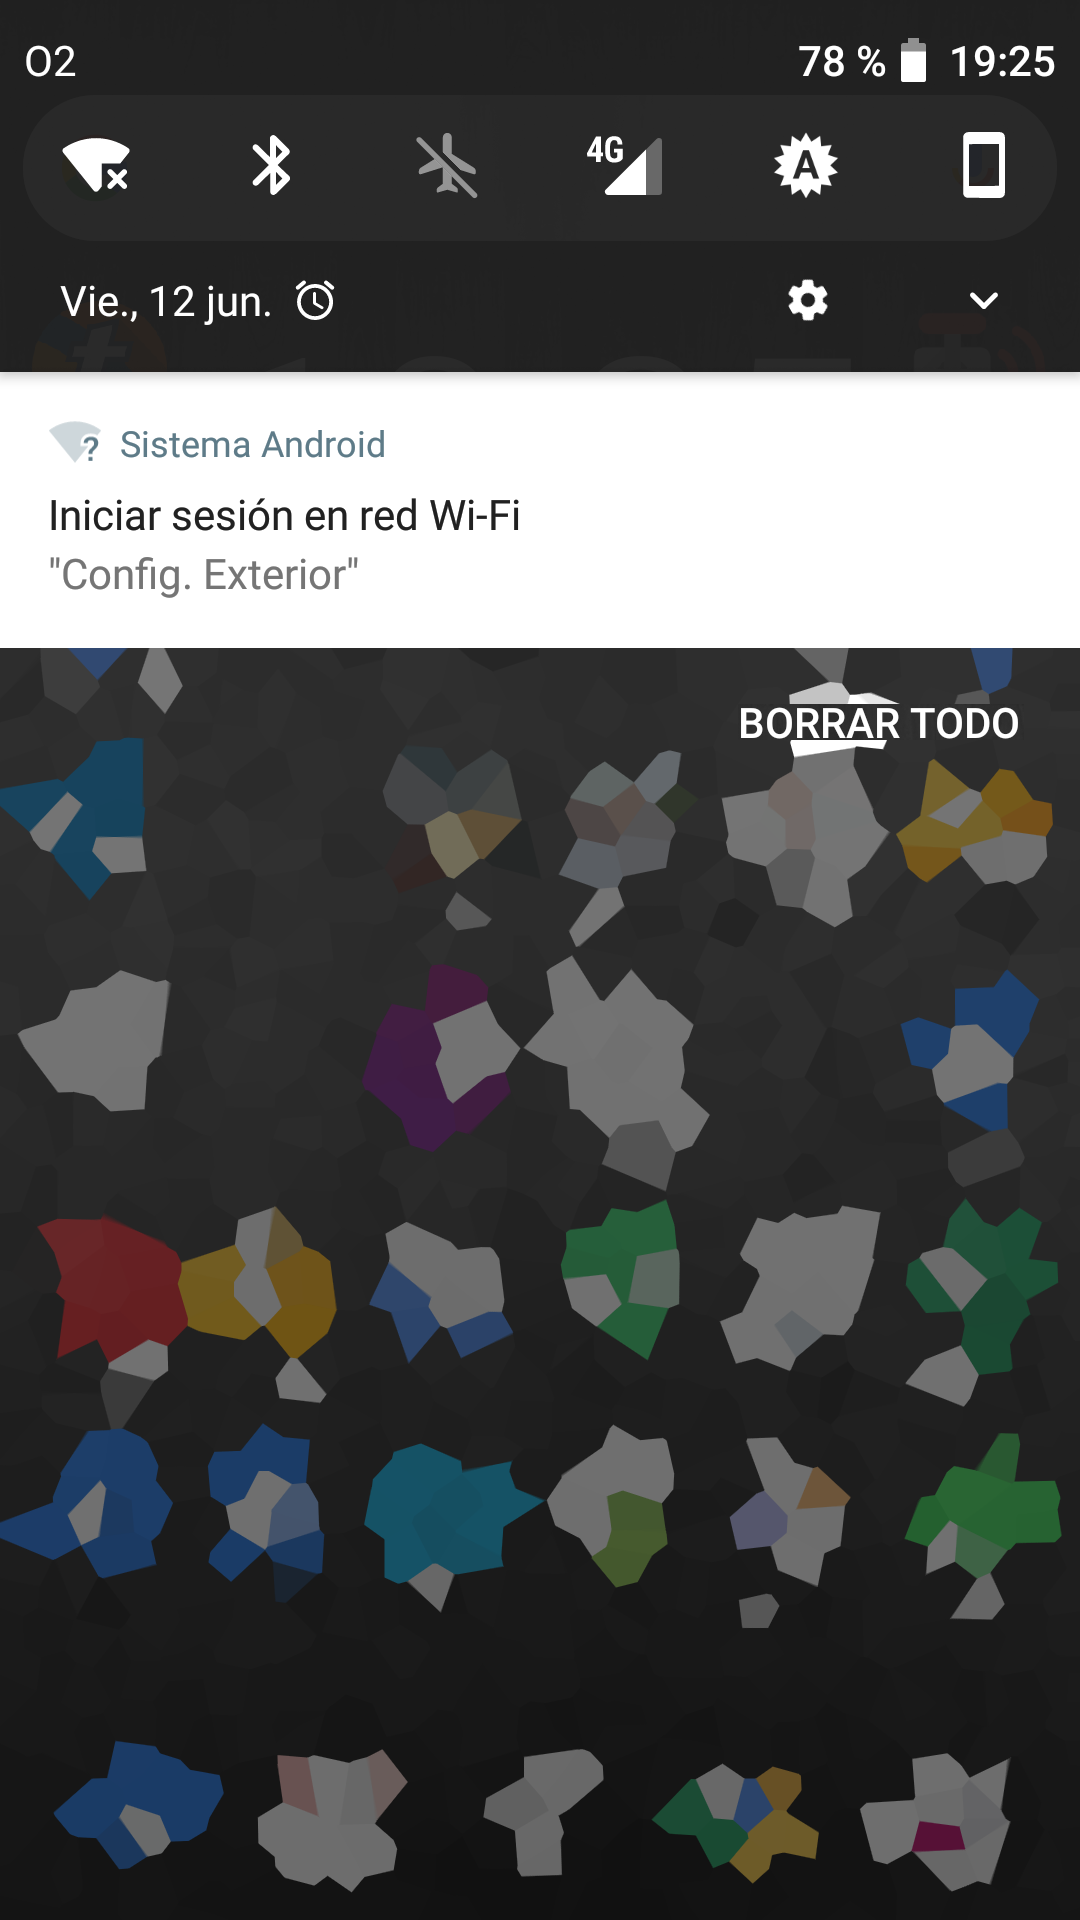 O2
78 %
19:25
4G
A
Vie., 12 jun.
Sistema Android
Iniciar sesión en red Wi-Fi
"Config. Exterior"
BORRAR TODO